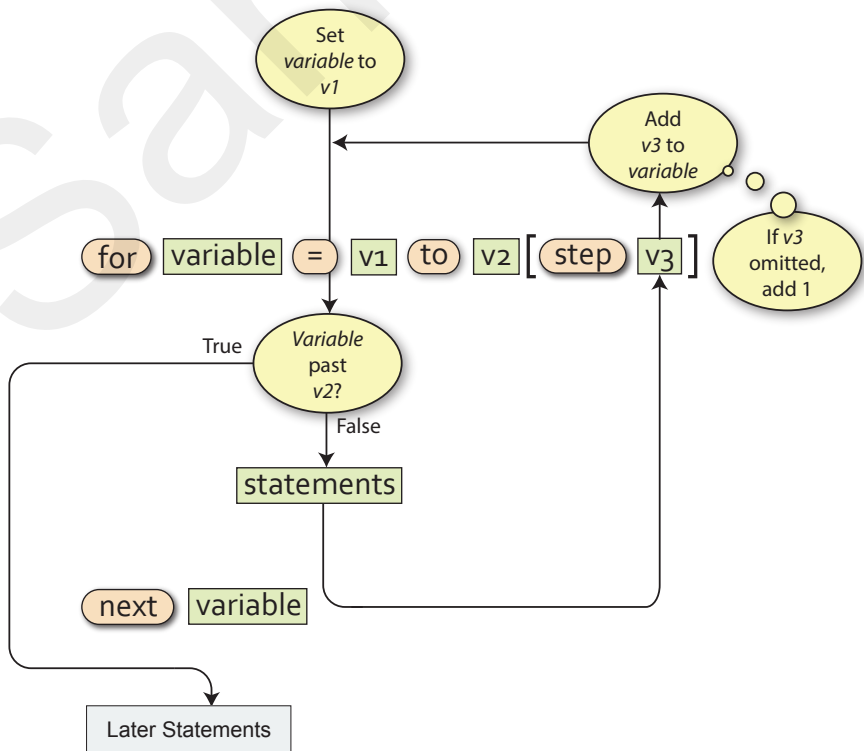 Set
variable to
v1
Add
v3 to
variable
for variable = v1 to v2 [ step v3 ]
If v3
omitted,
add 1
True
Variable
past
v2?
False
statements
next variable
Later Statements